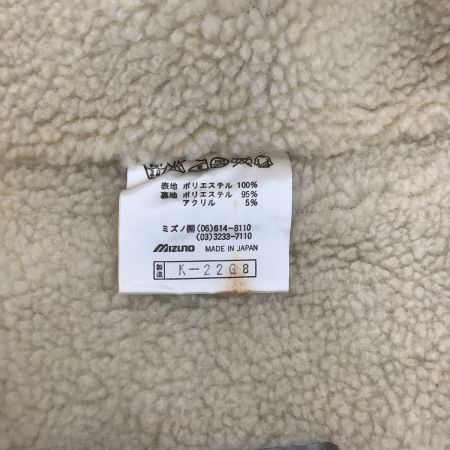 表地 ポリエステル 100%
裏地 ポリエステル 95%
アクリル 5%
ミズノ㈱ (06)614-8110
(03)3233-7110
MIZUNO MADE IN JAPAN
製造 K-22G8